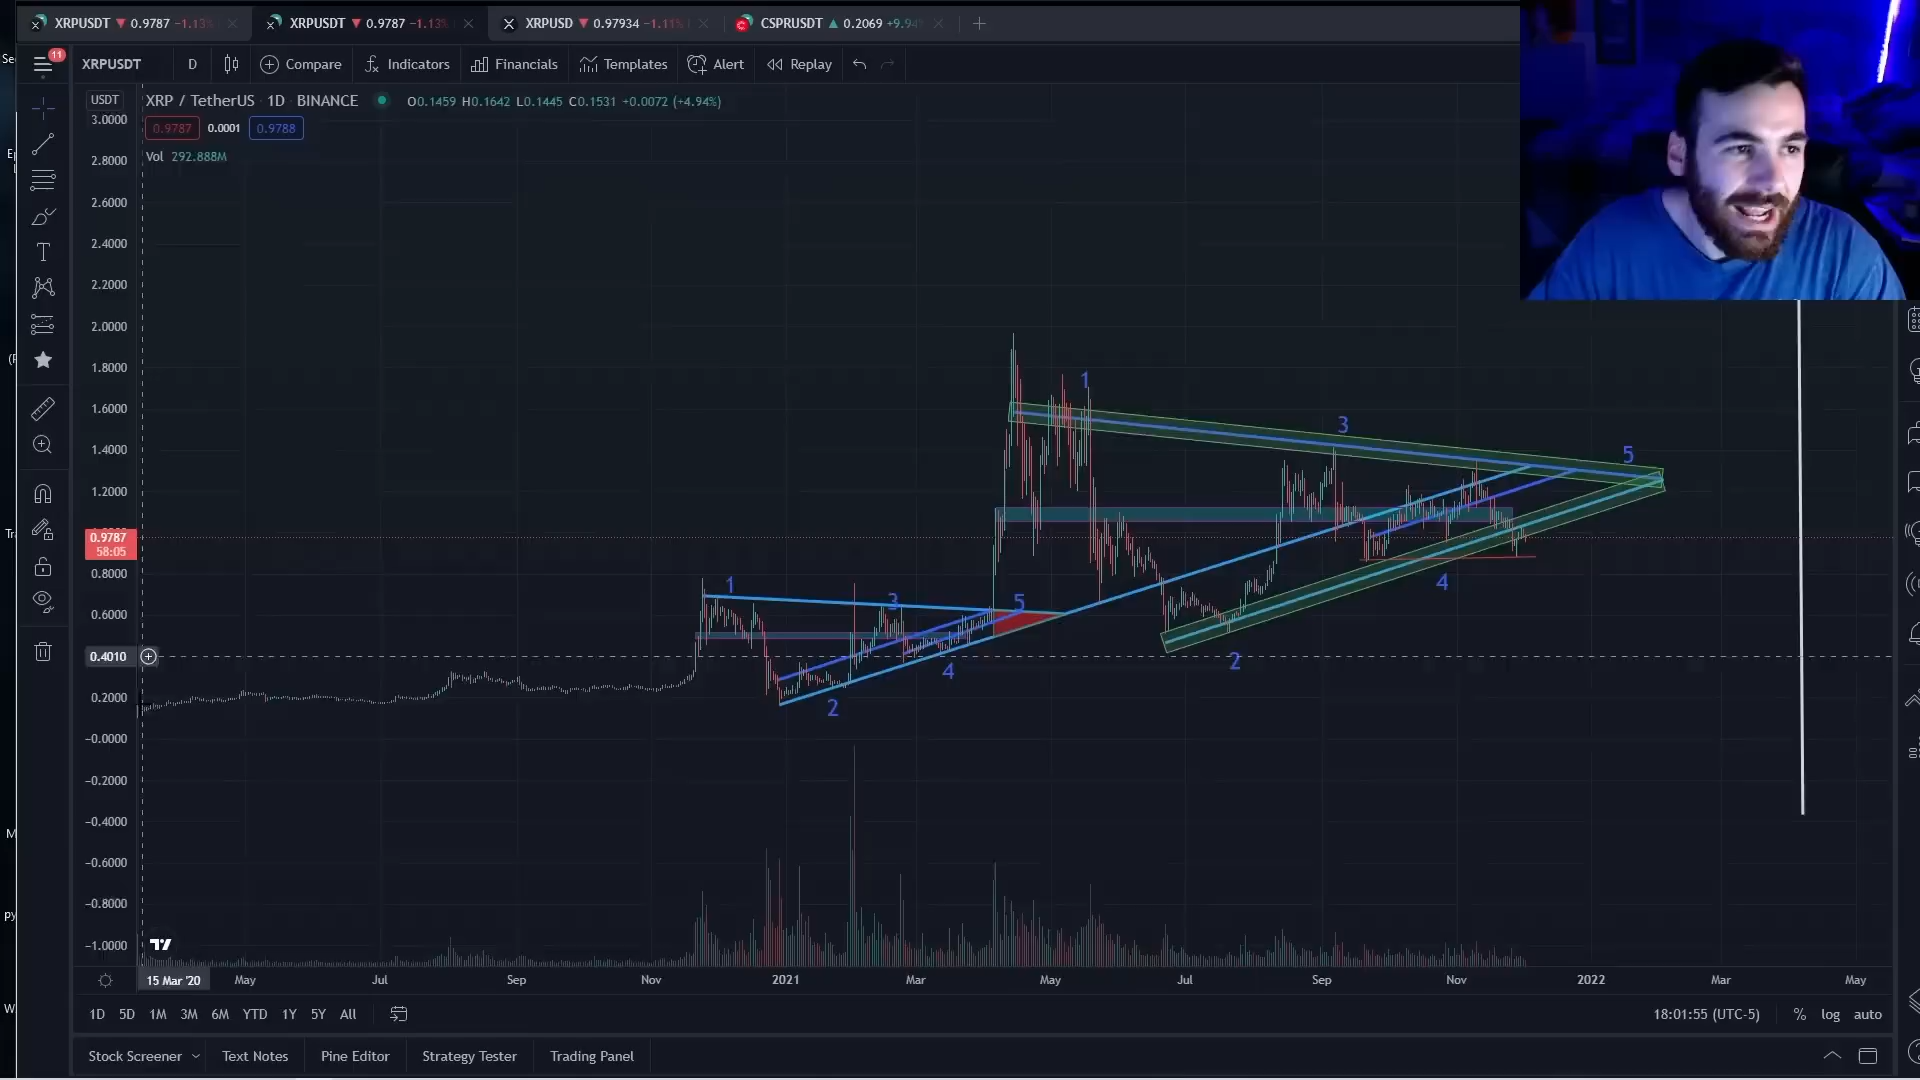 XRPUSDT ▼ 0.9787 −1.13%
XRPUSDT ▼ 0.9787 −1.13%
XRPUSD ▼ 0.97934 −1.11%
CSPRUSDT ▲ 0.2069 +9.94
11
XRPUSDT
D
Compare
Indicators
Financials
Templates
Alert
Replay
USDT
XRP / TetherUS 1D BINANCE
O0.1459 H0.1642 L0.1445 C0.1531 +0.0072 (+4.94%)
0.9787 0.0001 0.9788
Vol 292.888M
3.0000
2.8000
2.6000
2.4000
2.2000
2.0000
1.8000
1.6000
1.4000
1.2000
0.9787
58:05
0.8000
0.6000
0.4010
0.2000
−0.0000
−0.2000
−0.4000
−0.6000
−0.8000
−1.0000
1
3
5
2
4
1
3
5
2
4
15 Mar '20 May Jul Sep Nov 2021 Mar May Jul Sep Nov 2022 Mar May
1D 5D 1M 3M 6M YTD 1Y 5Y All
18:01:55 (UTC-5) % log auto
Stock Screener Text Notes Pine Editor Strategy Tester Trading Panel